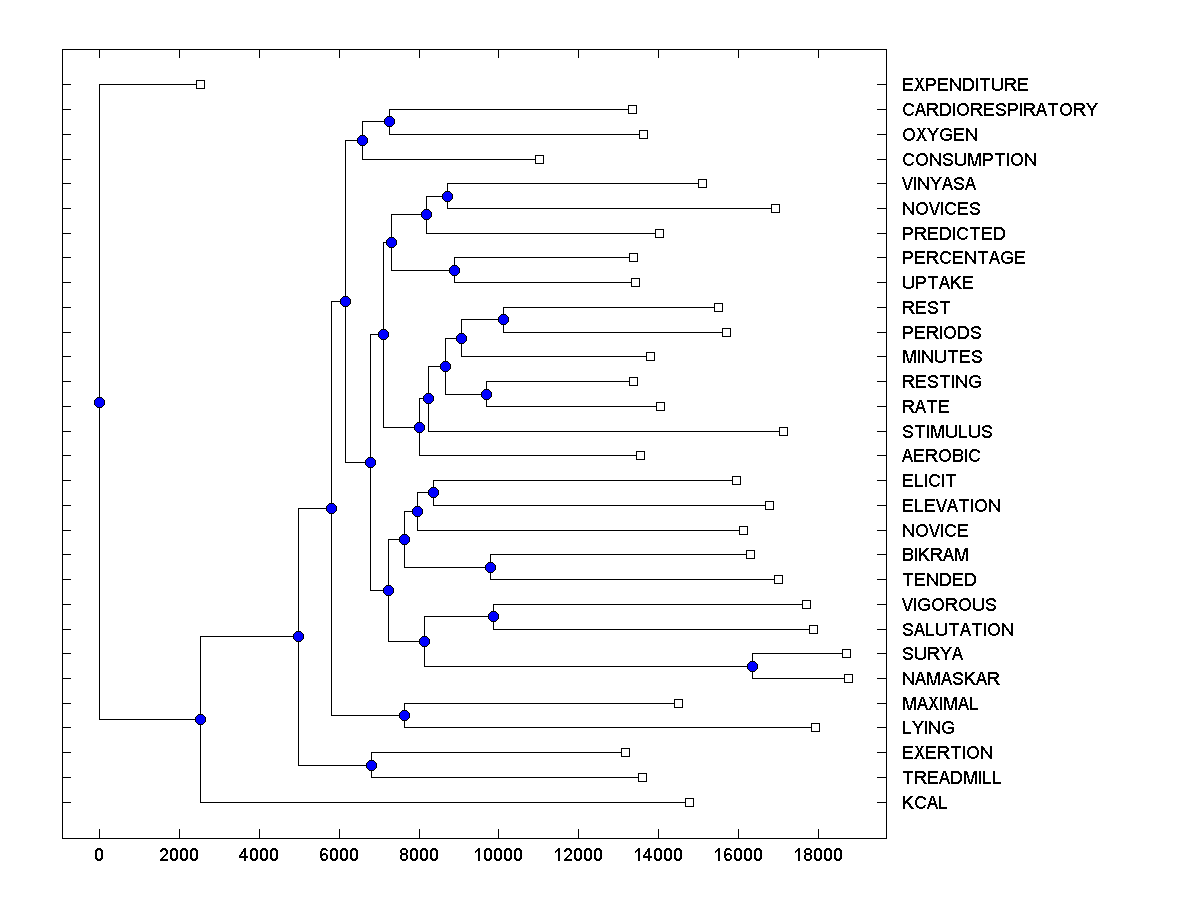 EXPENDITURE
CARDIORESPIRATORY
OXYGEN
CONSUMPTION
VINYASA
NOVICES
PREDICTED
PERCENTAGE
UPTAKE
REST
PERIODS
MINUTES
RESTING
RATE
STIMULUS
AEROBIC
ELICIT
ELEVATION
NOVICE
BIKRAM
TENDED
VIGOROUS
SALUTATION
SURYA
NAMASKAR
MAXIMAL
LYING
EXERTION
TREADMILL
KCAL
0 2000 4000 6000 8000 10000 12000 14000 16000 18000